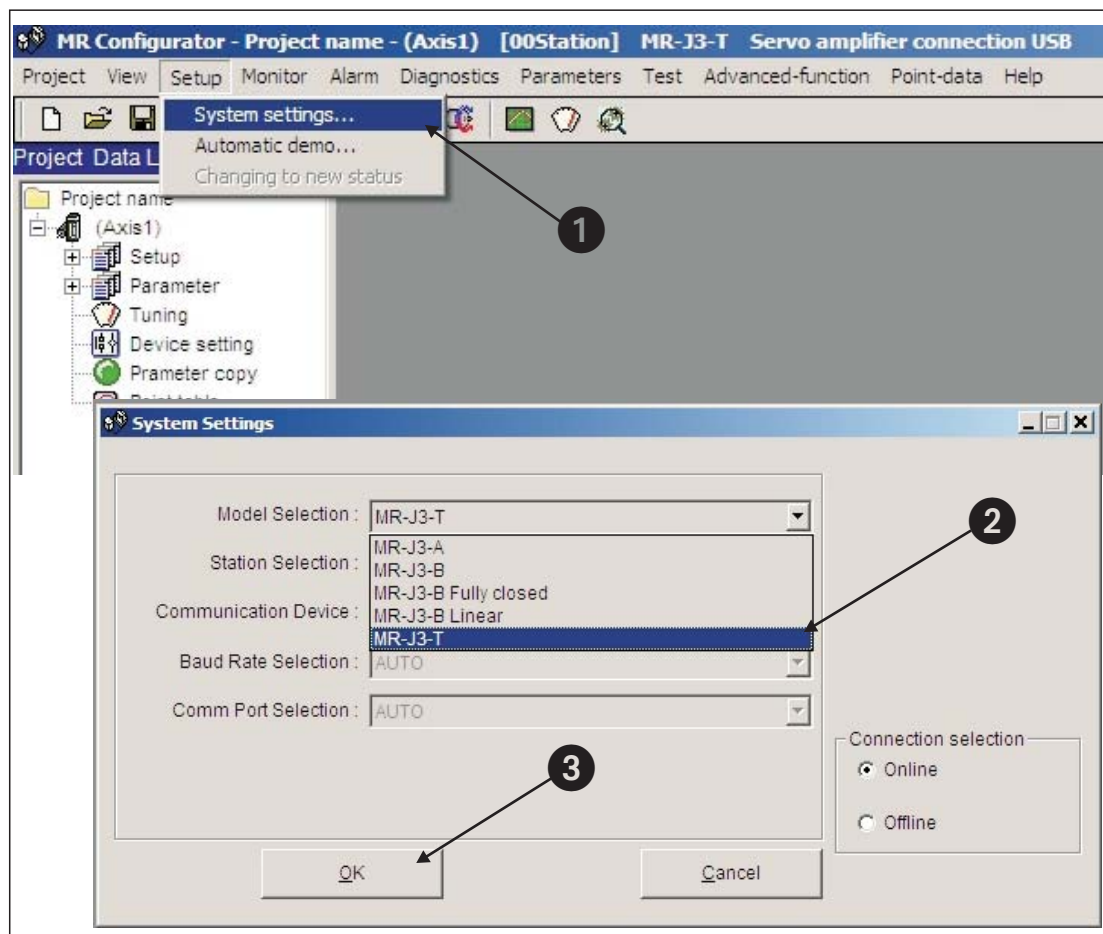 MR Configurator - Project name - (Axis1) [00Station] MR-J3-T Servo amplifier connection USB
Project View Setup Monitor Alarm Diagnostics Parameters Test Advanced-function Point-data Help
System settings...
Automatic demo...
Changing to new status
Project Data L
Project name
(Axis1)
Setup
Parameter
Tuning
Device setting
Prameter copy
1
System Settings
Model Selection : MR-J3-T
MR-J3-A
Station Selection :
MR-J3-B
MR-J3-B Fully closed
Communication Device :
MR-J3-B Linear
MR-J3-T
2
Baud Rate Selection : AUTO
Comm Port Selection : AUTO
3
Connection selection
Online
Offline
OK
Cancel